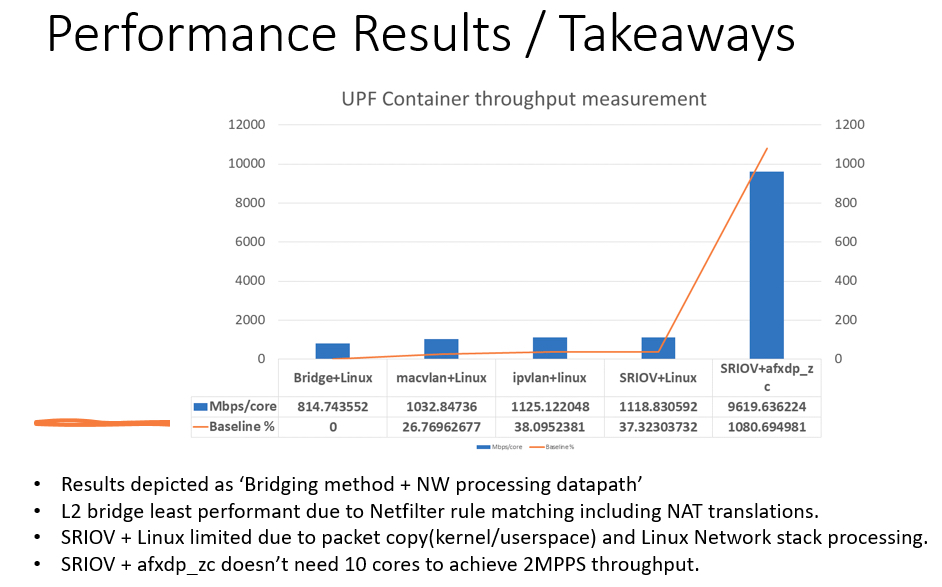 Performance Results / Takeaways
UPF Container throughput measurement
12000
10000
8000
6000
4000
2000
0
1200
1000
800
600
400
200
0
Bridge+Linux macvlan+Linux ipvlan+linux SRIOV+Linux SRIOV+afxdp_z
c
Mbps/core 814.743552 1032.84736 1125.122048 1118.830592 9619.636224
Baseline % 0 26.76962677 38.0952381 37.32303732 1080.694981
Mbps/core Baseline %
• Results depicted as ‘Bridging method + NW processing datapath’
• L2 bridge least performant due to Netfilter rule matching including NAT translations.
• SRIOV + Linux limited due to packet copy(kernel/userspace) and Linux Network stack processing.
• SRIOV + afxdp_zc doesn’t need 10 cores to achieve 2MPPS throughput.